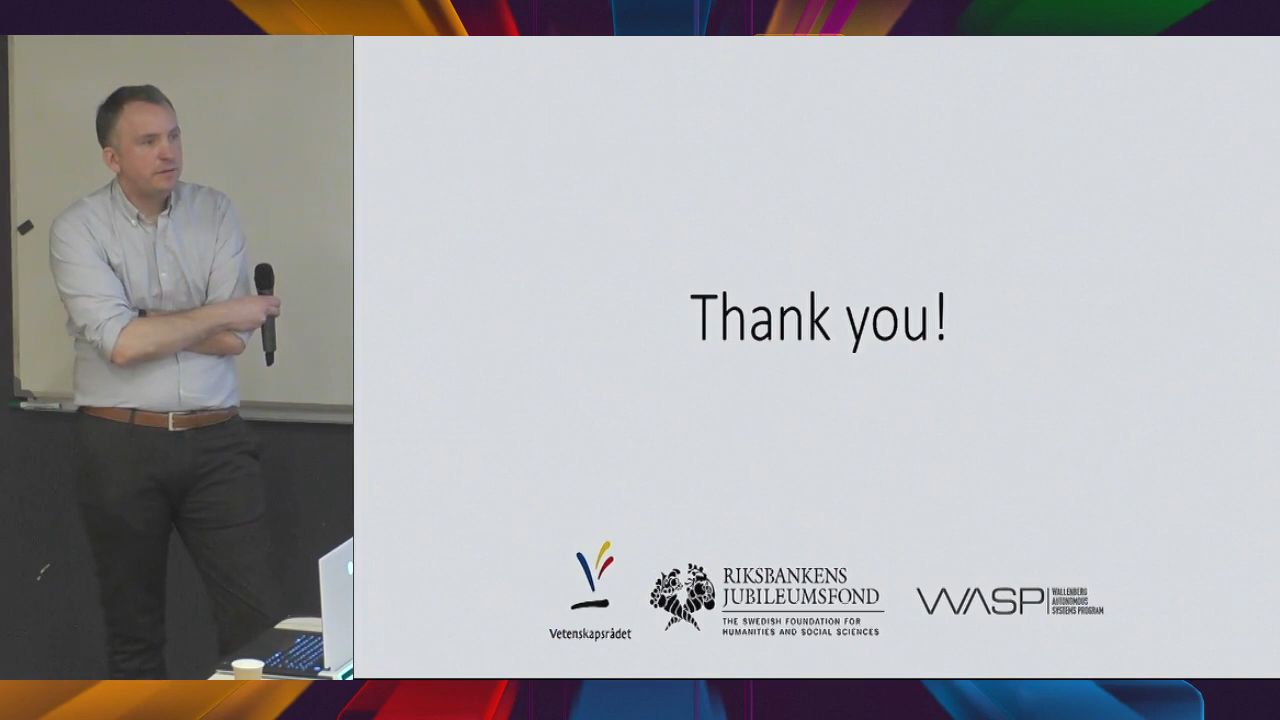 Thank you!
Vetenskapsrådet
RIKSBANKENS
JUBILEUMSFOND
THE SWEDISH FOUNDATION FOR
HUMANITIES AND SOCIAL SCIENCES
WASP
WALLENBERG
AUTONOMOUS
SYSTEMS PROGRAM